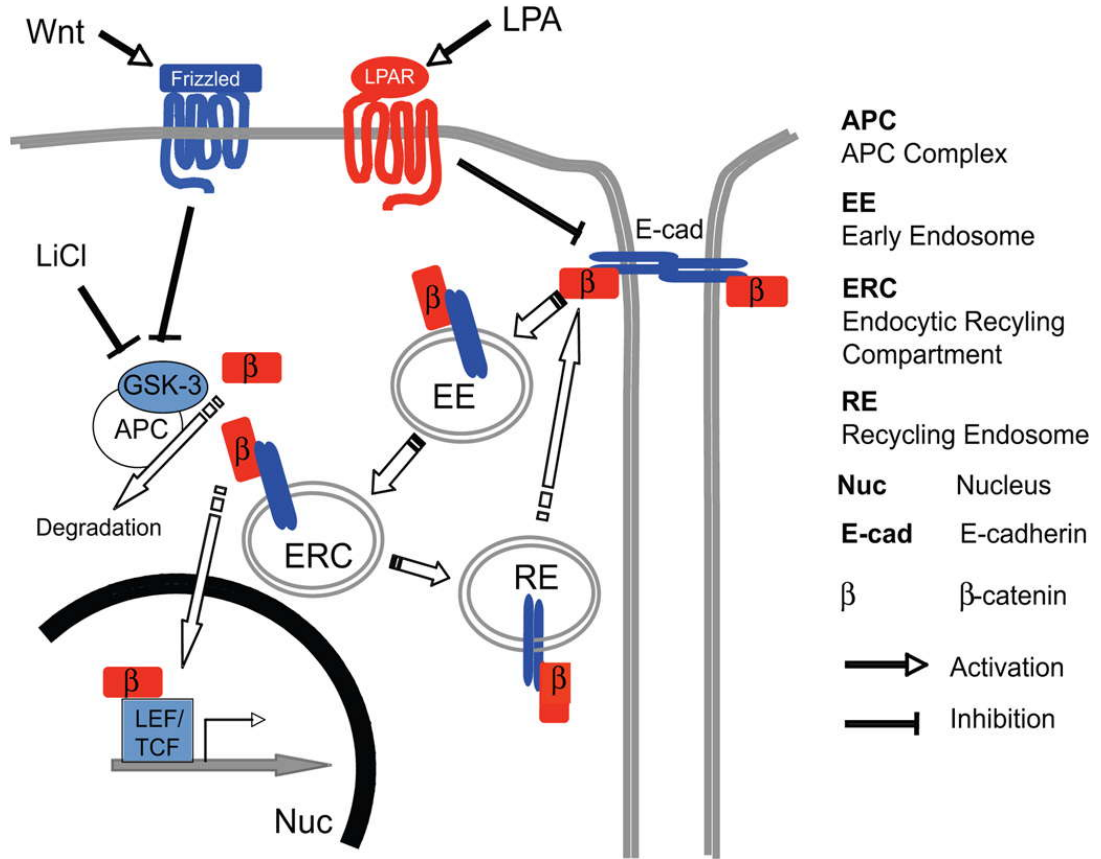 Wnt
LPA
Frizzled
LPAR
E-cad
LiCl
β
β
β
EE
GSK-3
β
APC
β
Degradation
ERC
RE
β
β
LEF/
TCF
Nuc
APC
APC Complex
EE
Early Endosome
ERC
Endocytic Recyling
Compartment
RE
Recycling Endosome
Nuc Nucleus
E-cad E-cadherin
β β-catenin
Activation
Inhibition